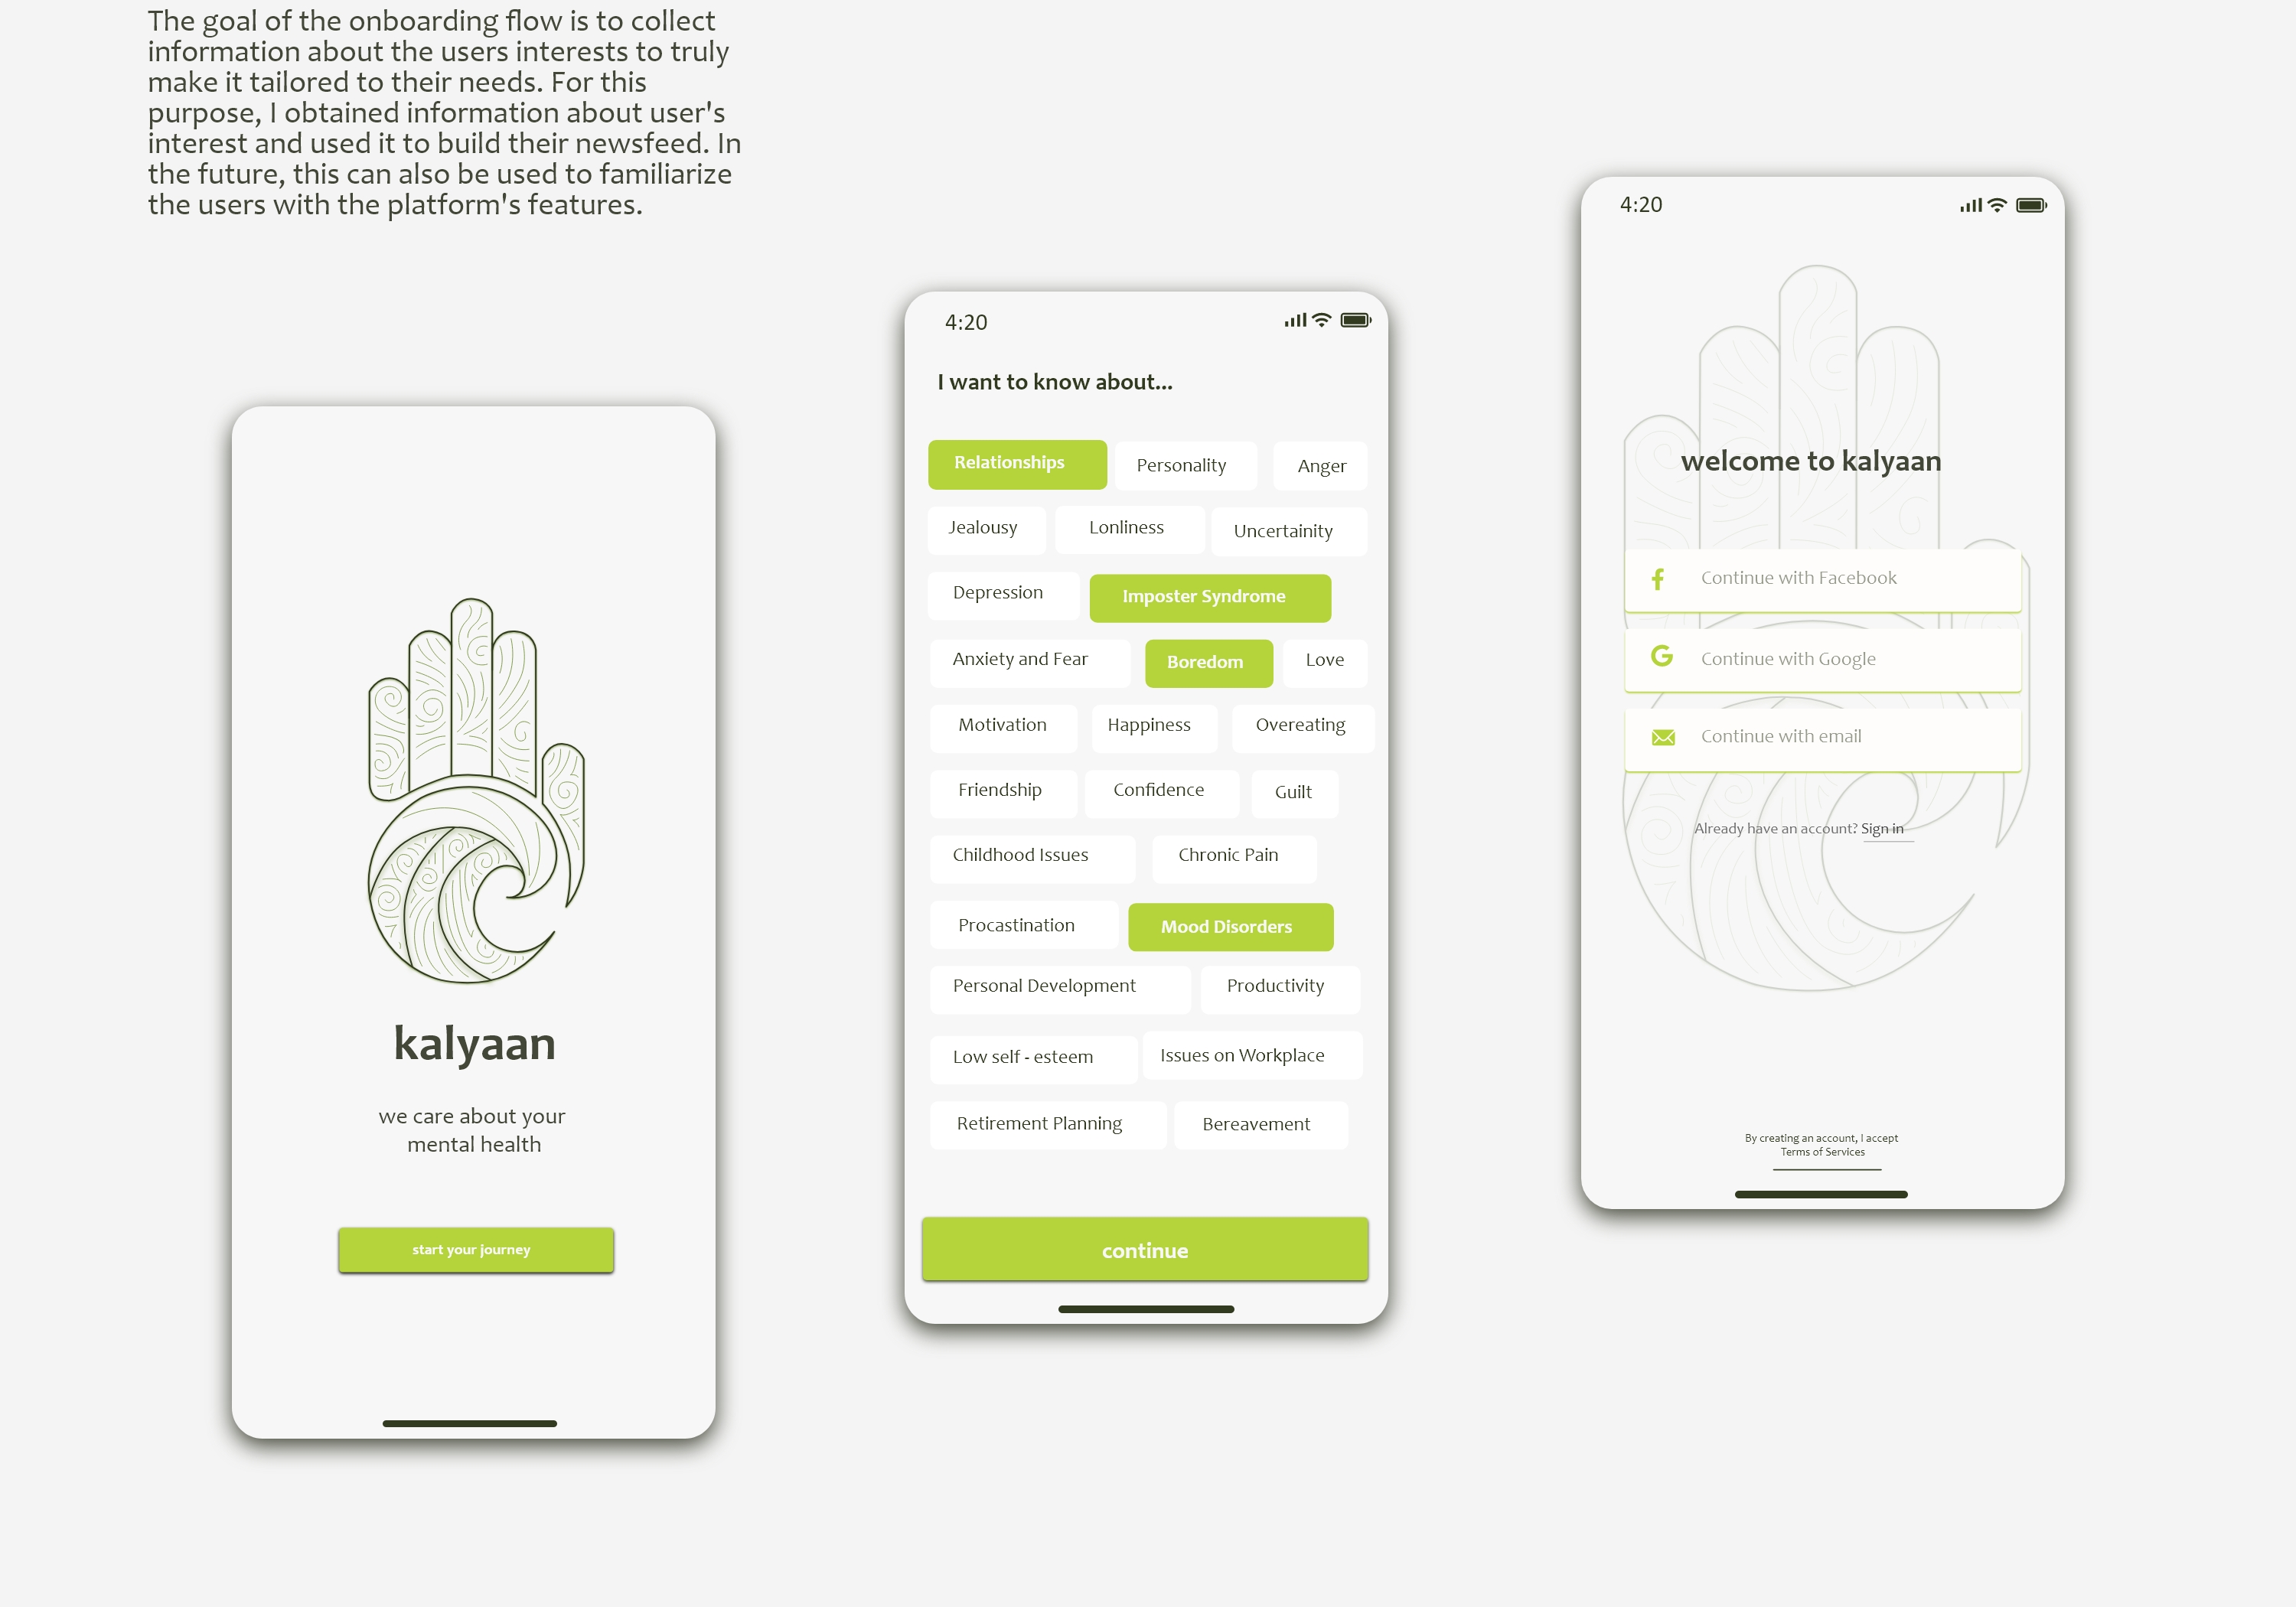 The goal of the onboarding flow is to collect
information about the users interests to truly
make it tailored to their needs. For this
purpose, I obtained information about user's
interest and used it to build their newsfeed. In
the future, this can also be used to familiarize
the users with the platform's features.
kalyaan
we care about your
mental health
start your journey
4:20
I want to know about...
Relationships Personality Anger
Jealousy Lonliness Uncertainity
Depression Imposter Syndrome
Anxiety and Fear Boredom Love
Motivation Happiness Overeating
Friendship Confidence Guilt
Childhood Issues Chronic Pain
Procastination Mood Disorders
Personal Development Productivity
Low self - esteem Issues on Workplace
Retirement Planning Bereavement
continue
4:20
welcome to kalyaan
Continue with Facebook
Continue with Google
Continue with email
Already have an account? Sign in
By creating an account, I accept
Terms of Services